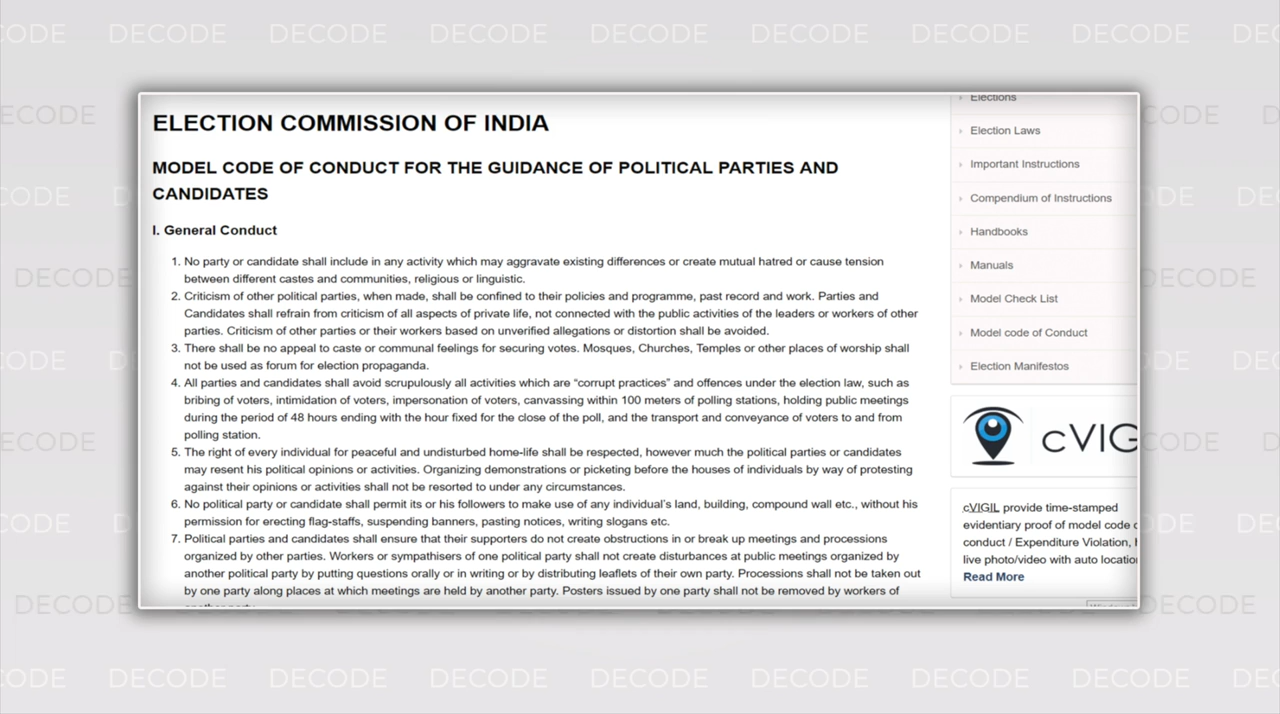 DECODE DECODE DECODE DECODE DECODE DECODE DECODE
ELECTION COMMISSION OF INDIA
MODEL CODE OF CONDUCT FOR THE GUIDANCE OF POLITICAL PARTIES AND
CANDIDATES
I. General Conduct
1. No party or candidate shall include in any activity which may aggravate existing differences or create mutual hatred or cause tension
between different castes and communities, religious or linguistic.
2. Criticism of other political parties, when made, shall be confined to their policies and programme, past record and work. Parties and
Candidates shall refrain from criticism of all aspects of private life, not connected with the public activities of the leaders or workers of other
parties. Criticism of other parties or their workers based on unverified allegations or distortion shall be avoided.
3. There shall be no appeal to caste or communal feelings for securing votes. Mosques, Churches, Temples or other places of worship shall
not be used as forum for election propaganda.
4. All parties and candidates shall avoid scrupulously all activities which are “corrupt practices” and offences under the election law, such as
bribing of voters, intimidation of voters, impersonation of voters, canvassing within 100 meters of polling stations, holding public meetings
during the period of 48 hours ending with the hour fixed for the close of the poll, and the transport and conveyance of voters to and from
polling station.
5. The right of every individual for peaceful and undisturbed home-life shall be respected, however much the political parties or candidates
may resent his political opinions or activities. Organizing demonstrations or picketing before the houses of individuals by way of protesting
against their opinions or activities shall not be resorted to under any circumstances.
6. No political party or candidate shall permit its or his followers to make use of any individual’s land, building, compound wall etc., without his
permission for erecting flag-staffs, suspending banners, pasting notices, writing slogans etc.
7. Political parties and candidates shall ensure that their supporters do not create obstructions in or break up meetings and processions
organized by other parties. Workers or sympathisers of one political party shall not create disturbances at public meetings organized by
another political party by putting questions orally or in writing or by distributing leaflets of their own party. Processions shall not be taken out
by one party along places at which meetings are held by another party. Posters issued by one party shall not be removed by workers of
another party.
Elections
Election Laws
Important Instructions
Compendium of Instructions
Handbooks
Manuals
Model Check List
Model code of Conduct
Election Manifestos
cVIG
cVIGIL provide time-stamped
evidentiary proof of model code
conduct / Expenditure Violation,
live photo/video with auto
Read More
DECODE DECODE DECODE DECODE DECODE DECODE DECODE